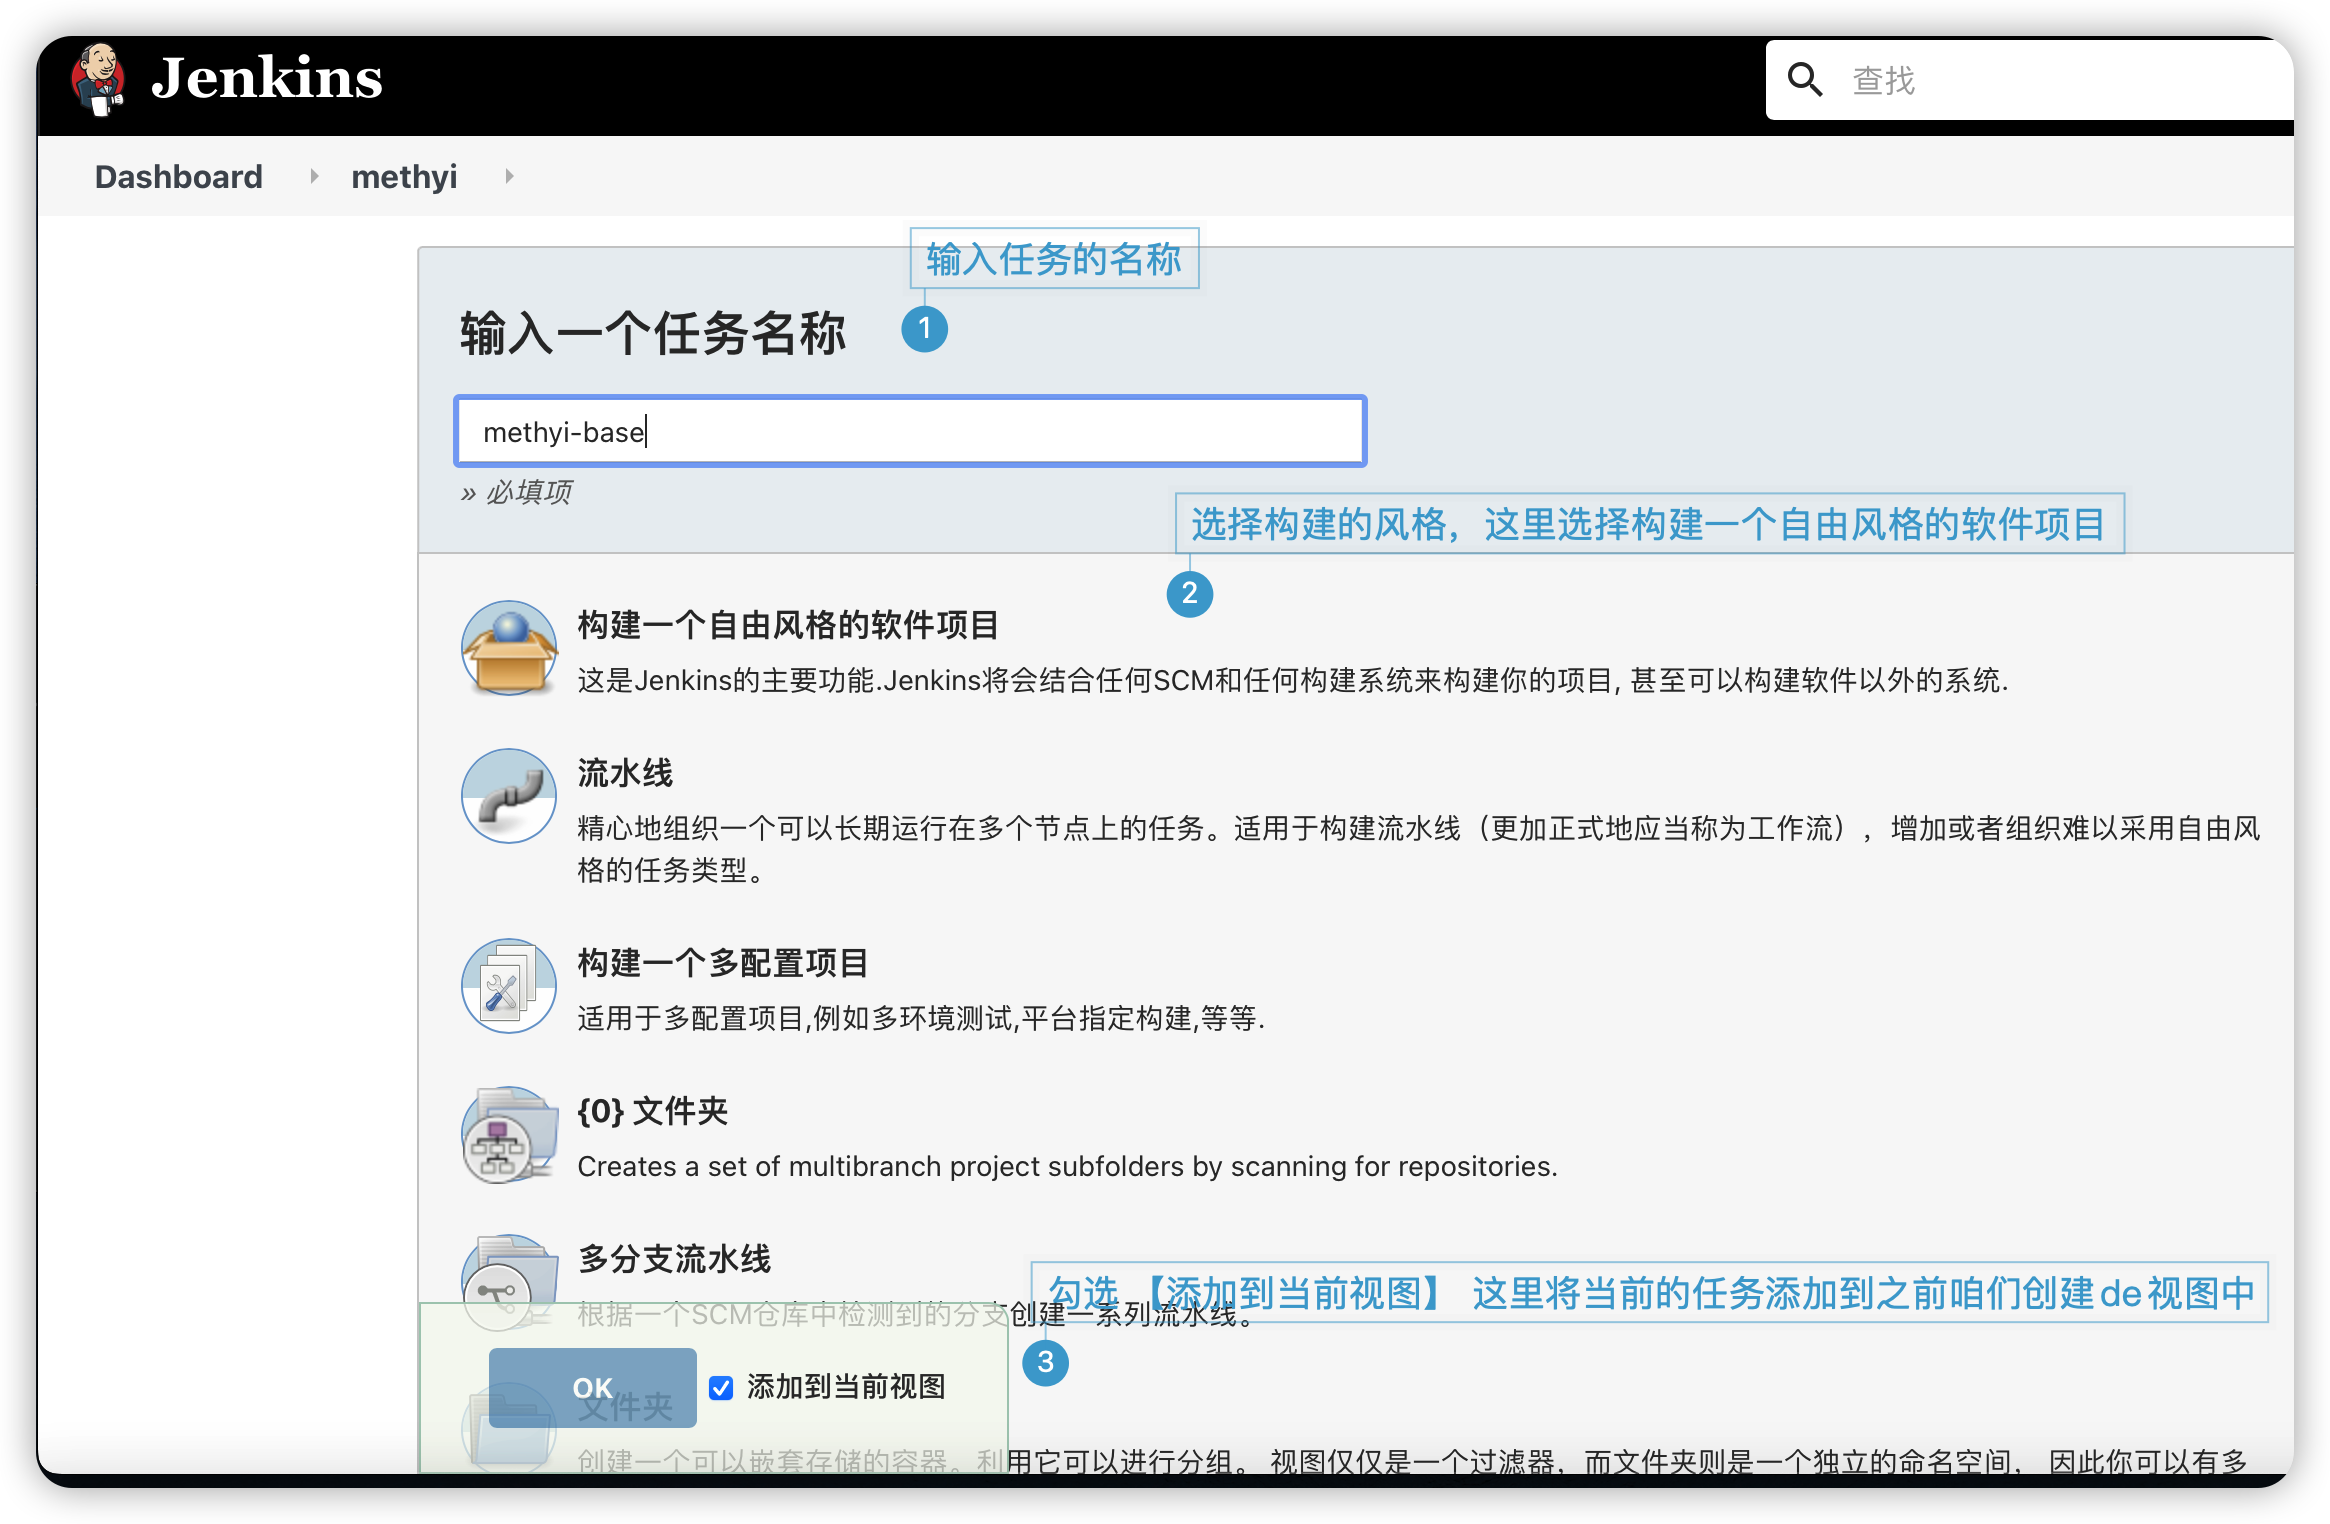 Jenkins
查找
Dashboard
methyi
输入任务的名称
输入一个任务名称
1
methyi-base
» 必填项
选择构建的风格，这里选择构建一个自由风格的软件项目
2
构建一个自由风格的软件项目
这是Jenkins的主要功能.Jenkins将会结合任何SCM和任何构建系统来构建你的项目, 甚至可以构建软件以外的系统.
流水线
精心地组织一个可以长期运行在多个节点上的任务。适用于构建流水线（更加正式地应当称为工作流），增加或者组织难以采用自由风
格的任务类型。
构建一个多配置项目
适用于多配置项目,例如多环境测试,平台指定构建,等等.
{0} 文件夹
Creates a set of multibranch project subfolders by scanning for repositories.
多分支流水线
勾选 【添加到当前视图】 这里将当前的任务添加到之前咱们创建de视图中
根据一个SCM仓库中检测到的分支创建一系列流水线。
3
OK
添加到当前视图
文件夹
创建一个可以嵌套存储的容器。利用它可以进行分组。 视图仅仅是一个过滤器，而文件夹则是一个独立的命名空间， 因此你可以有多